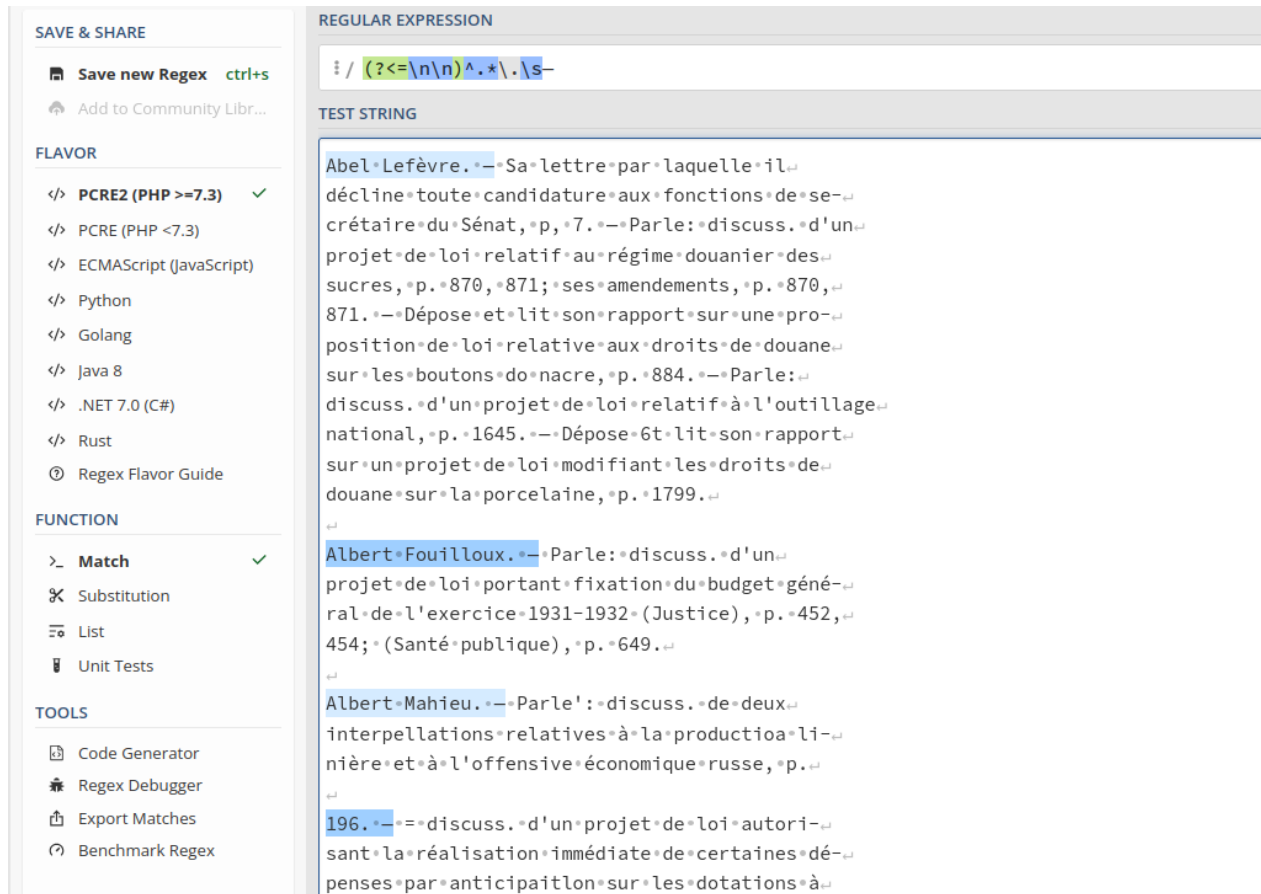 SAVE & SHARE
Save new Regex ctrl+s
Add to Community Libr...
FLAVOR
</> PCRE2 (PHP >=7.3) ✓
</> PCRE (PHP <7.3)
</> ECMAScript (JavaScript)
</> Python
</> Golang
</> Java 8
</> .NET 7.0 (C#)
</> Rust
Regex Flavor Guide
FUNCTION
>_ Match ✓
Substitution
List
Unit Tests
TOOLS
Code Generator
Regex Debugger
Export Matches
Benchmark Regex
REGULAR EXPRESSION
/ (?<=\n\n)^.*\.\s—
TEST STRING
Abel·Lefèvre.·—·Sa·lettre·par·laquelle·il↵
décline·toute·candidature·aux·fonctions·de·se-↵
crétaire·du·Sénat,·p,·7.·—·Parle:·discuss.·d'un↵
projet·de·loi·relatif·au·régime·douanier·des↵
sucres,·p.·870,·871;·ses·amendements,·p.·870,↵
871.·—·Dépose·et·lit·son·rapport·sur·une·pro-↵
position·de·loi·relative·aux·droits·de·douane↵
sur·les·boutons·do·nacre,·p.·884.·—·Parle:↵
discuss.·d'un·projet·de·loi·relatif·à·l'outillage↵
national,·p.·1645.·—·Dépose·6t·lit·son·rapport↵
sur·un·projet·de·loi·modifiant·les·droits·de↵
douane·sur·la·porcelaine,·p.·1799.↵
↵
Albert·Fouilloux.·—·Parle:·discuss.·d'un↵
projet·de·loi·portant·fixation·du·budget·géné-↵
ral·de·l'exercice·1931-1932·(Justice),·p.·452,↵
454;·(Santé·publique),·p.·649.↵
↵
Albert·Mahieu.·—·Parle':·discuss.·de·deux↵
interpellations·relatives·à·la·productioa·li-↵
nière·et·à·l'offensive·économique·russe,·p.↵
↵
196.·—·=·discuss.·d'un·projet·de·loi·autori-↵
sant·la·réalisation·immédiate·de·certaines·dé-↵
penses·par·anticipaitlon·sur·les·dotations·à↵